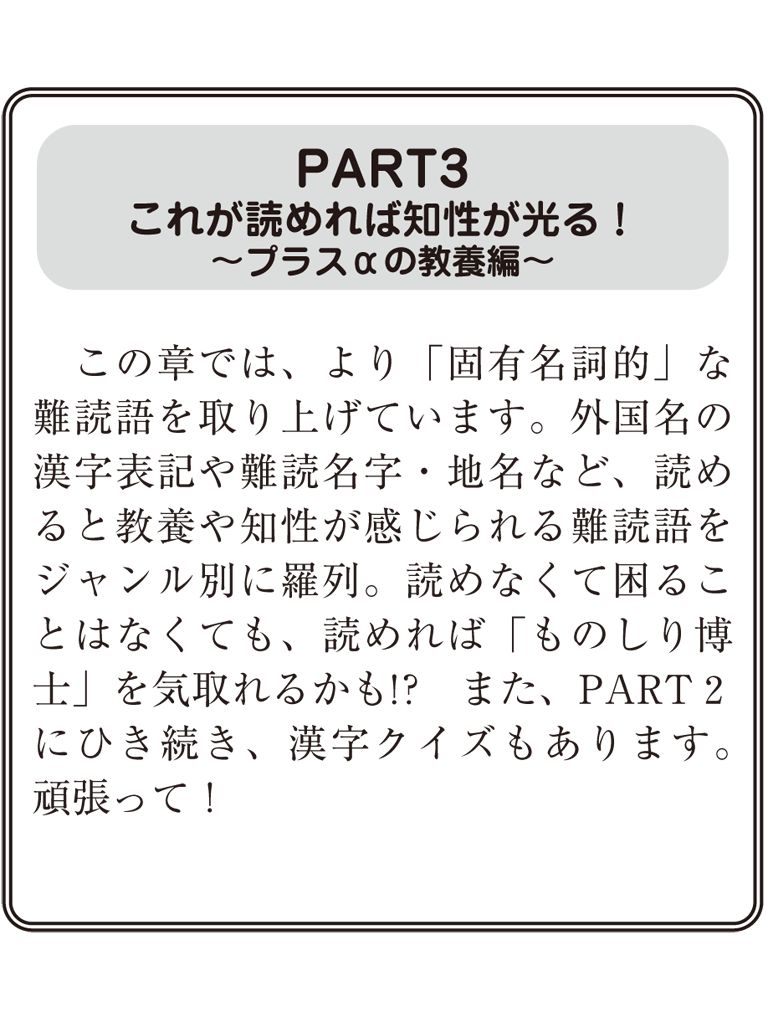 PART3
これが読めれば知性が光る！
～プラスαの教養編～
　この章では、より「固有名詞的」な
難読語を取り上げています。外国名の
漢字表記や難読名字・地名など、読め
ると教養や知性が感じられる難読語を
ジャンル別に羅列。読めなくて困るこ
とはなくても、読めれば「ものしり博
士」を気取れるかも!?　また、PART２
にひき続き、漢字クイズもあります。
頑張って！